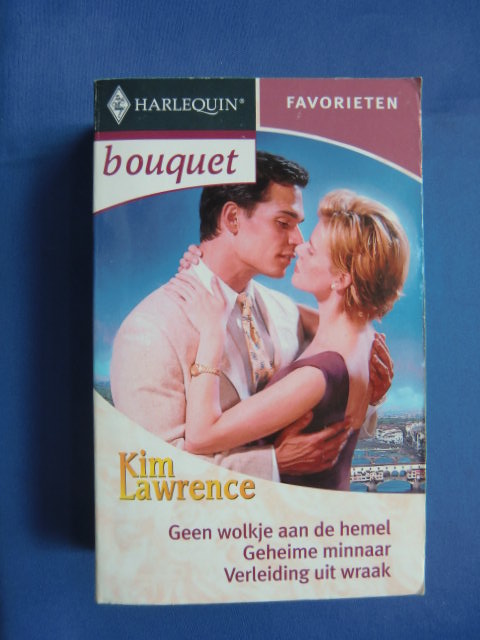 HARLEQUIN®
FAVORIETEN
bouquet
Kim
Lawrence
Geen wolkje aan de hemel
Geheime minnaar
Verleiding uit wraak